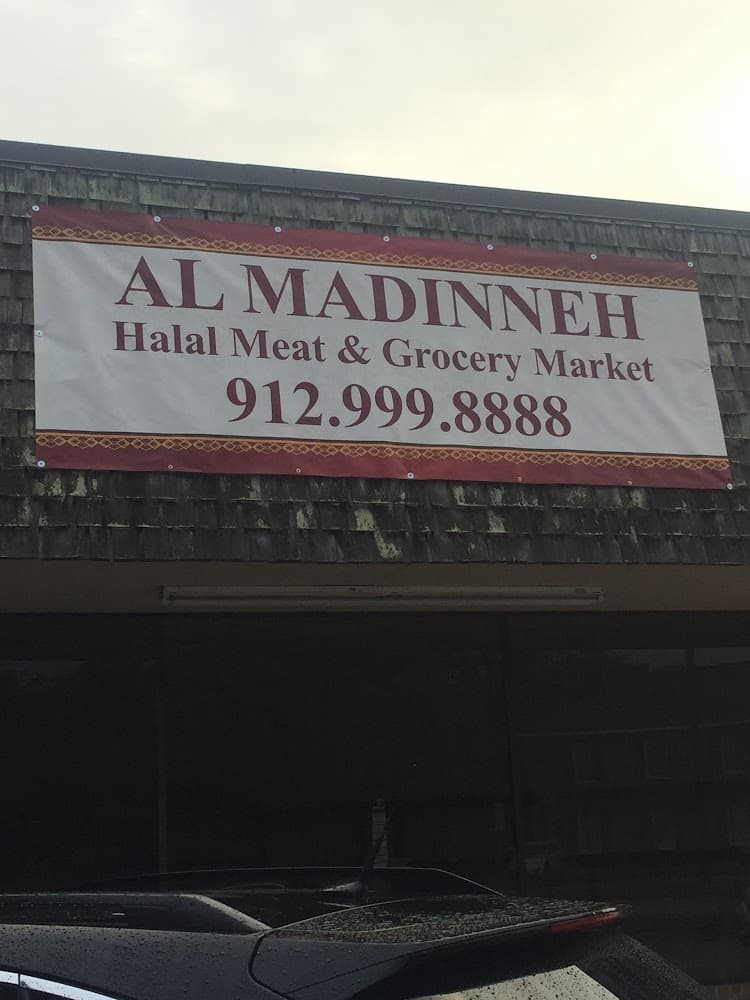 AL MADINNEH
Halal Meat & Grocery Market
912.999.8888